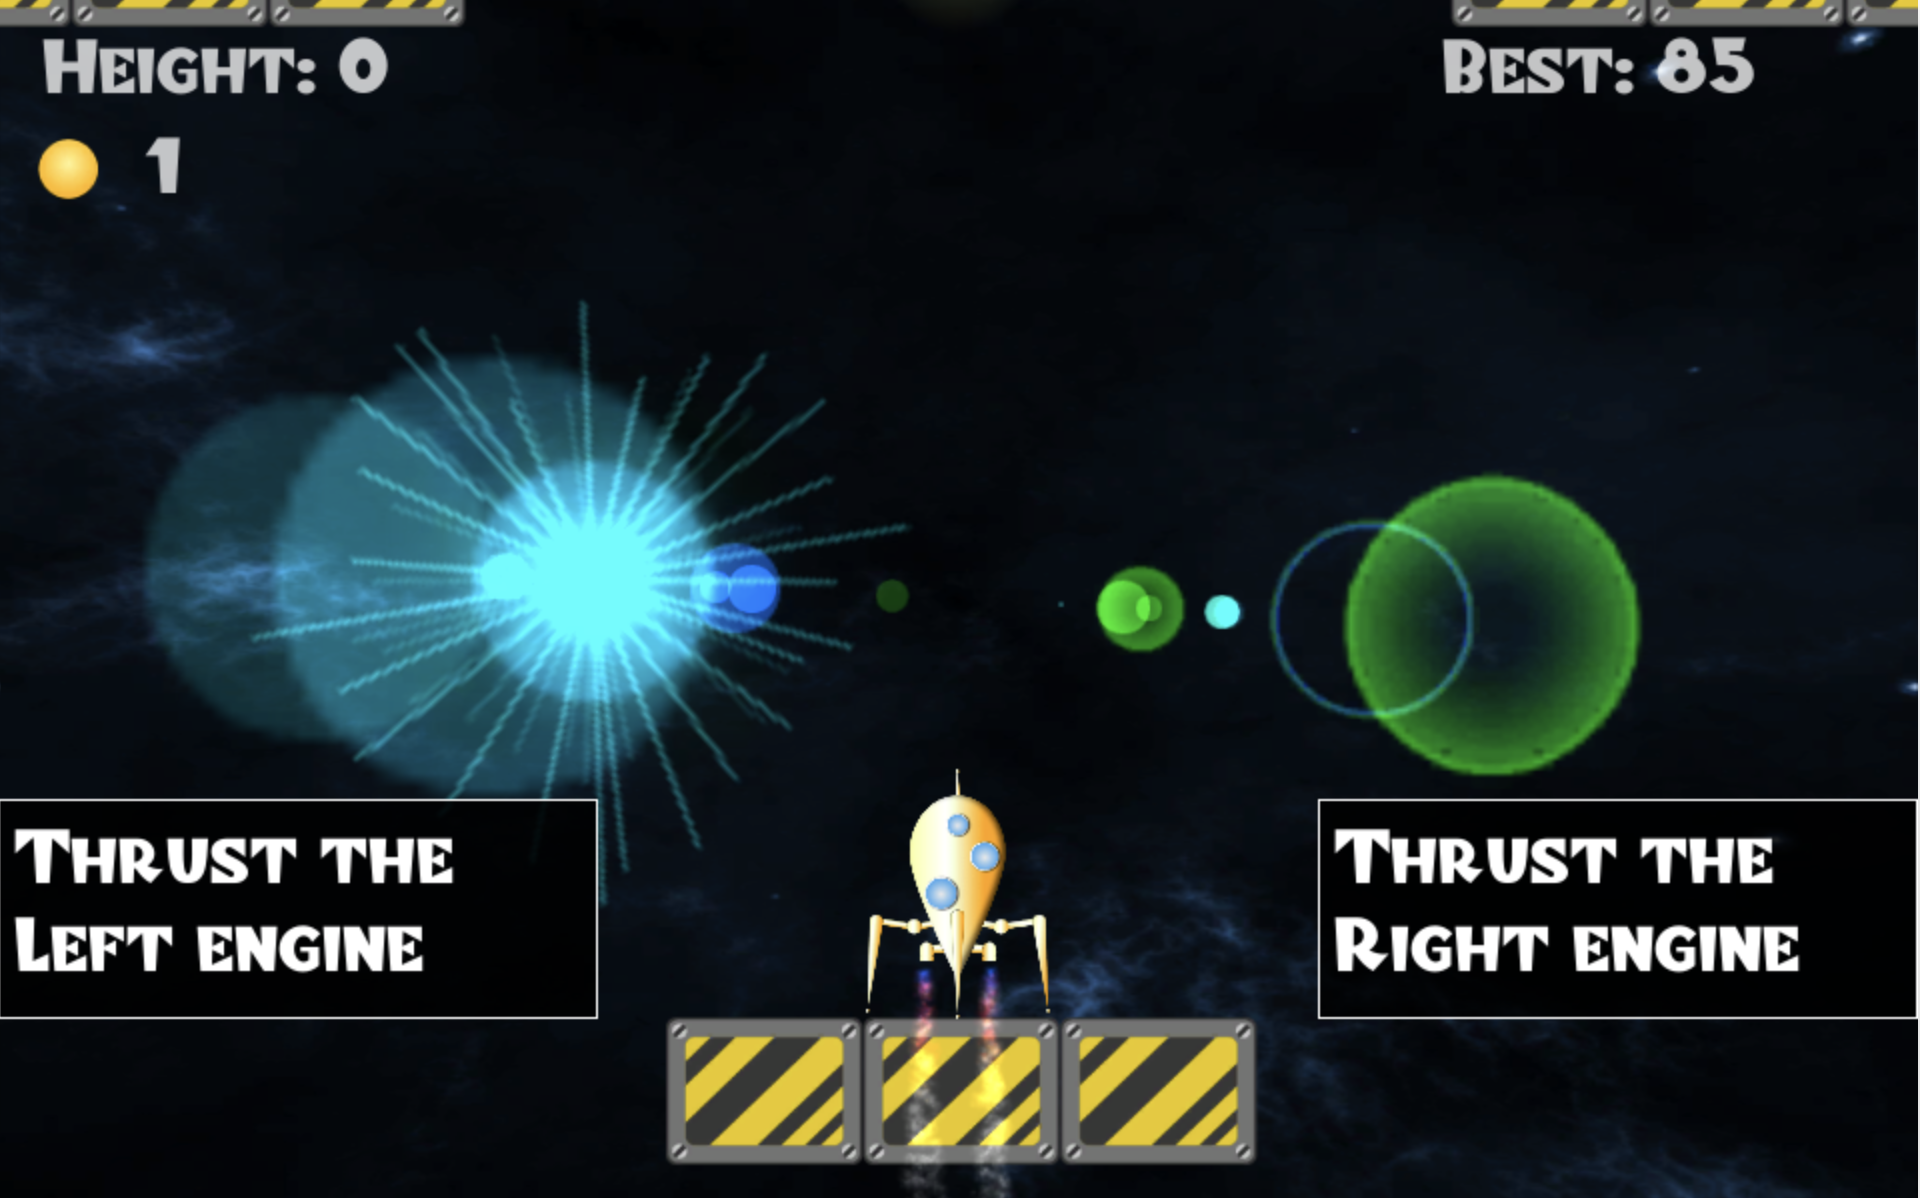 Height: 0
Best: 85
1
Thrust the
Left engine
Thrust the
Right engine